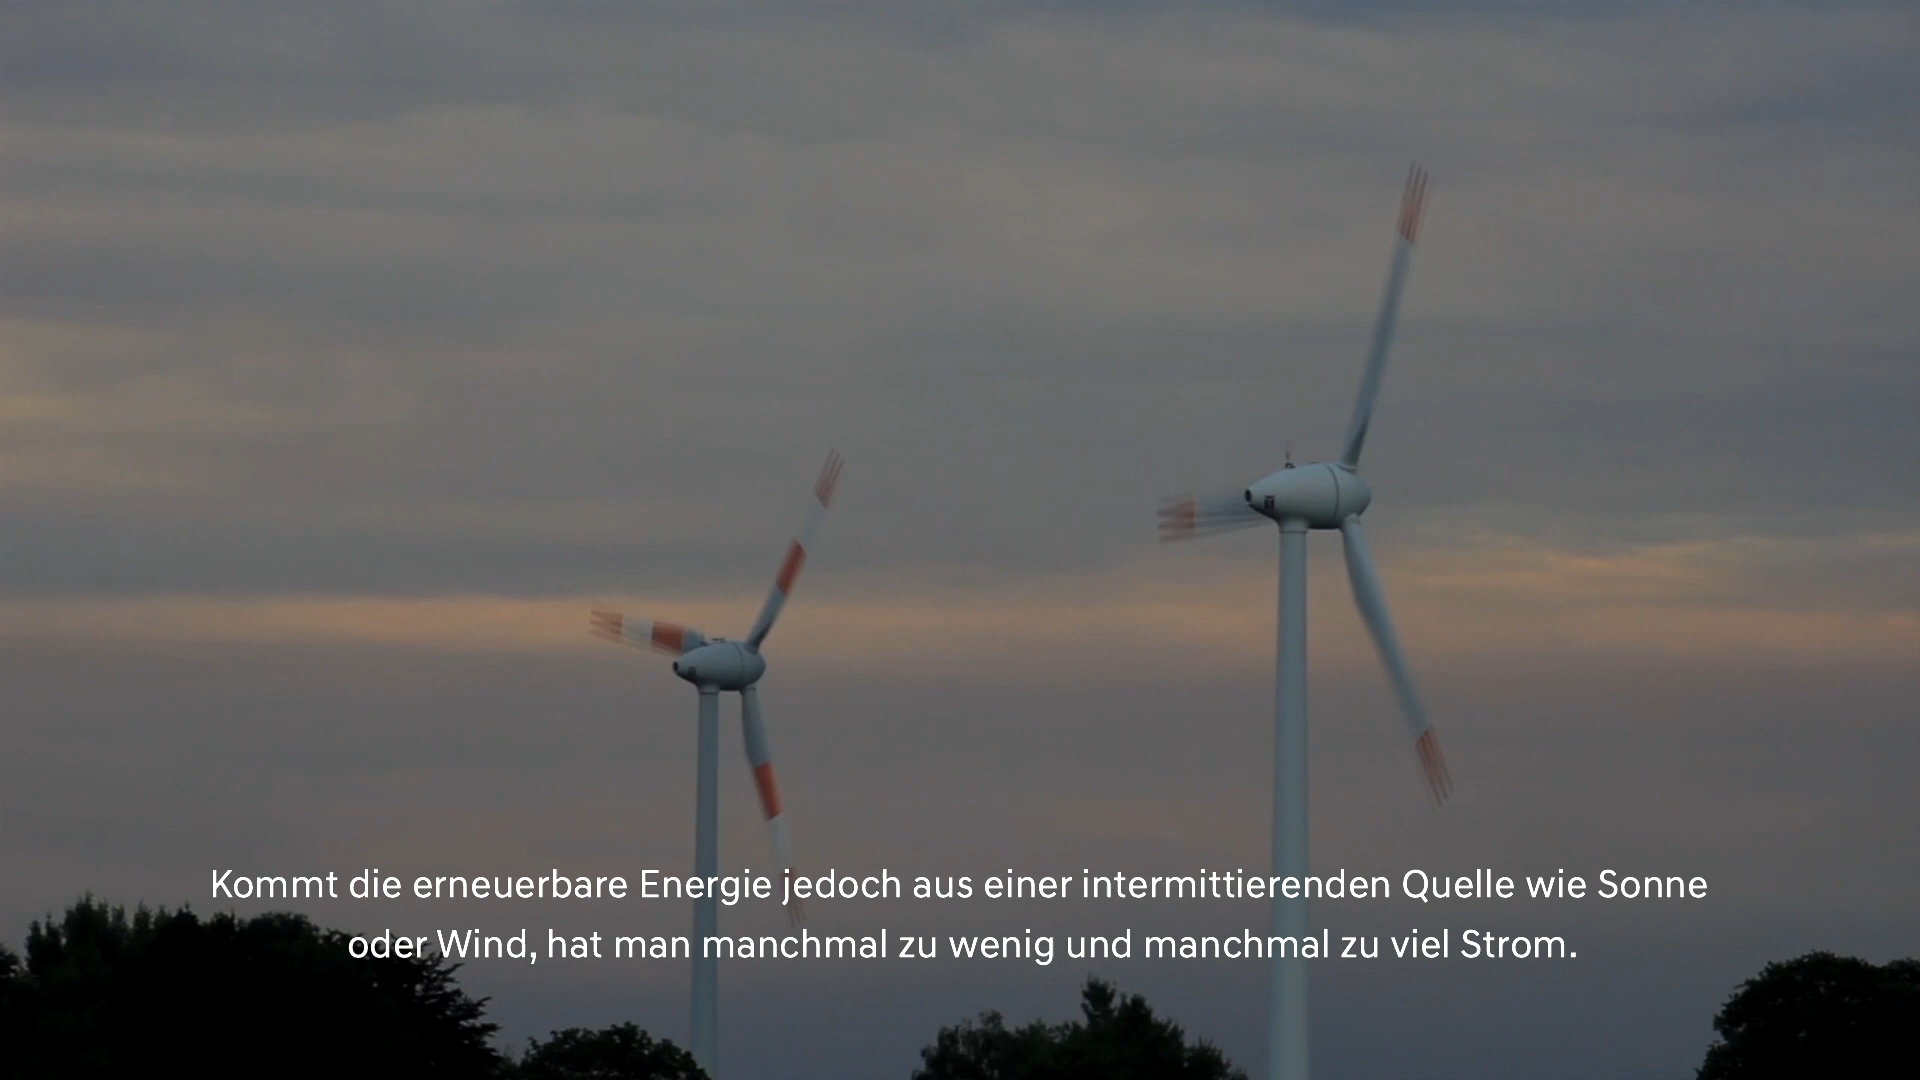 Kommt die erneuerbare Energie jedoch aus einer intermittierenden Quelle wie Sonne
oder Wind, hat man manchmal zu wenig und manchmal zu viel Strom.